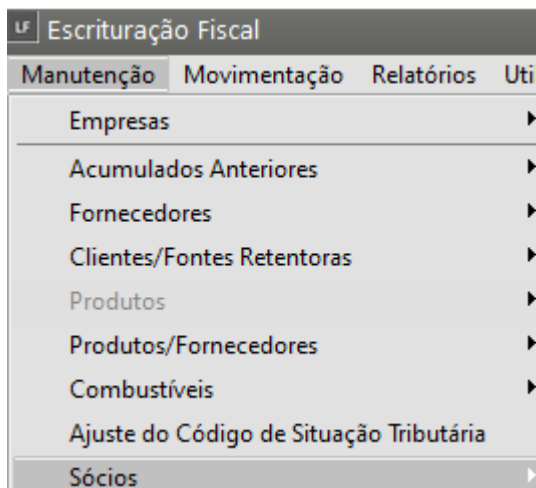 LF Escrituração Fiscal
Manutenção Movimentação Relatórios Uti
Empresas
Acumulados Anteriores
Fornecedores
Clientes/Fontes Retentoras
Produtos
Produtos/Fornecedores
Combustíveis
Ajuste do Código de Situação Tributária
Sócios